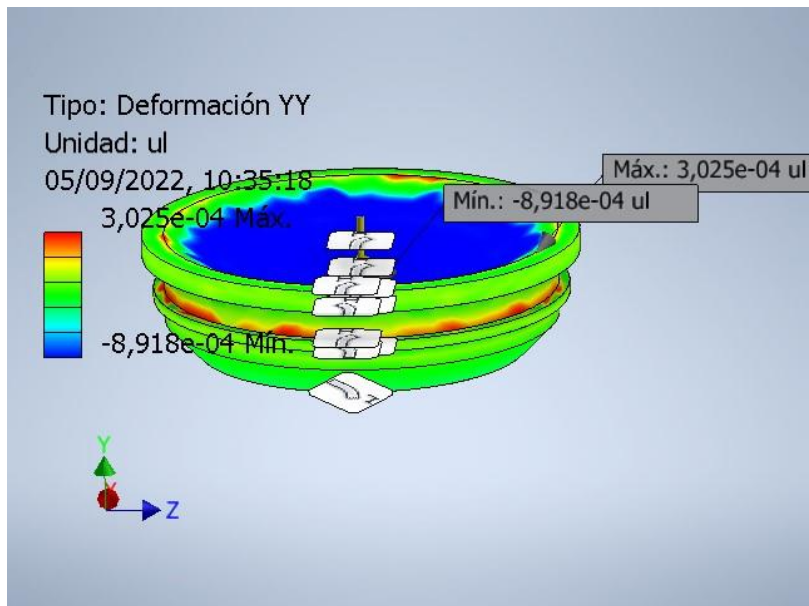 Tipo: Deformación YY
Unidad: ul
05/09/2022, 10:35:18
3,025e-04 Máx.
Máx.: 3,025e-04 ul
Mín.: -8,918e-04 ul
-8,918e-04 Mín.
Y
Z